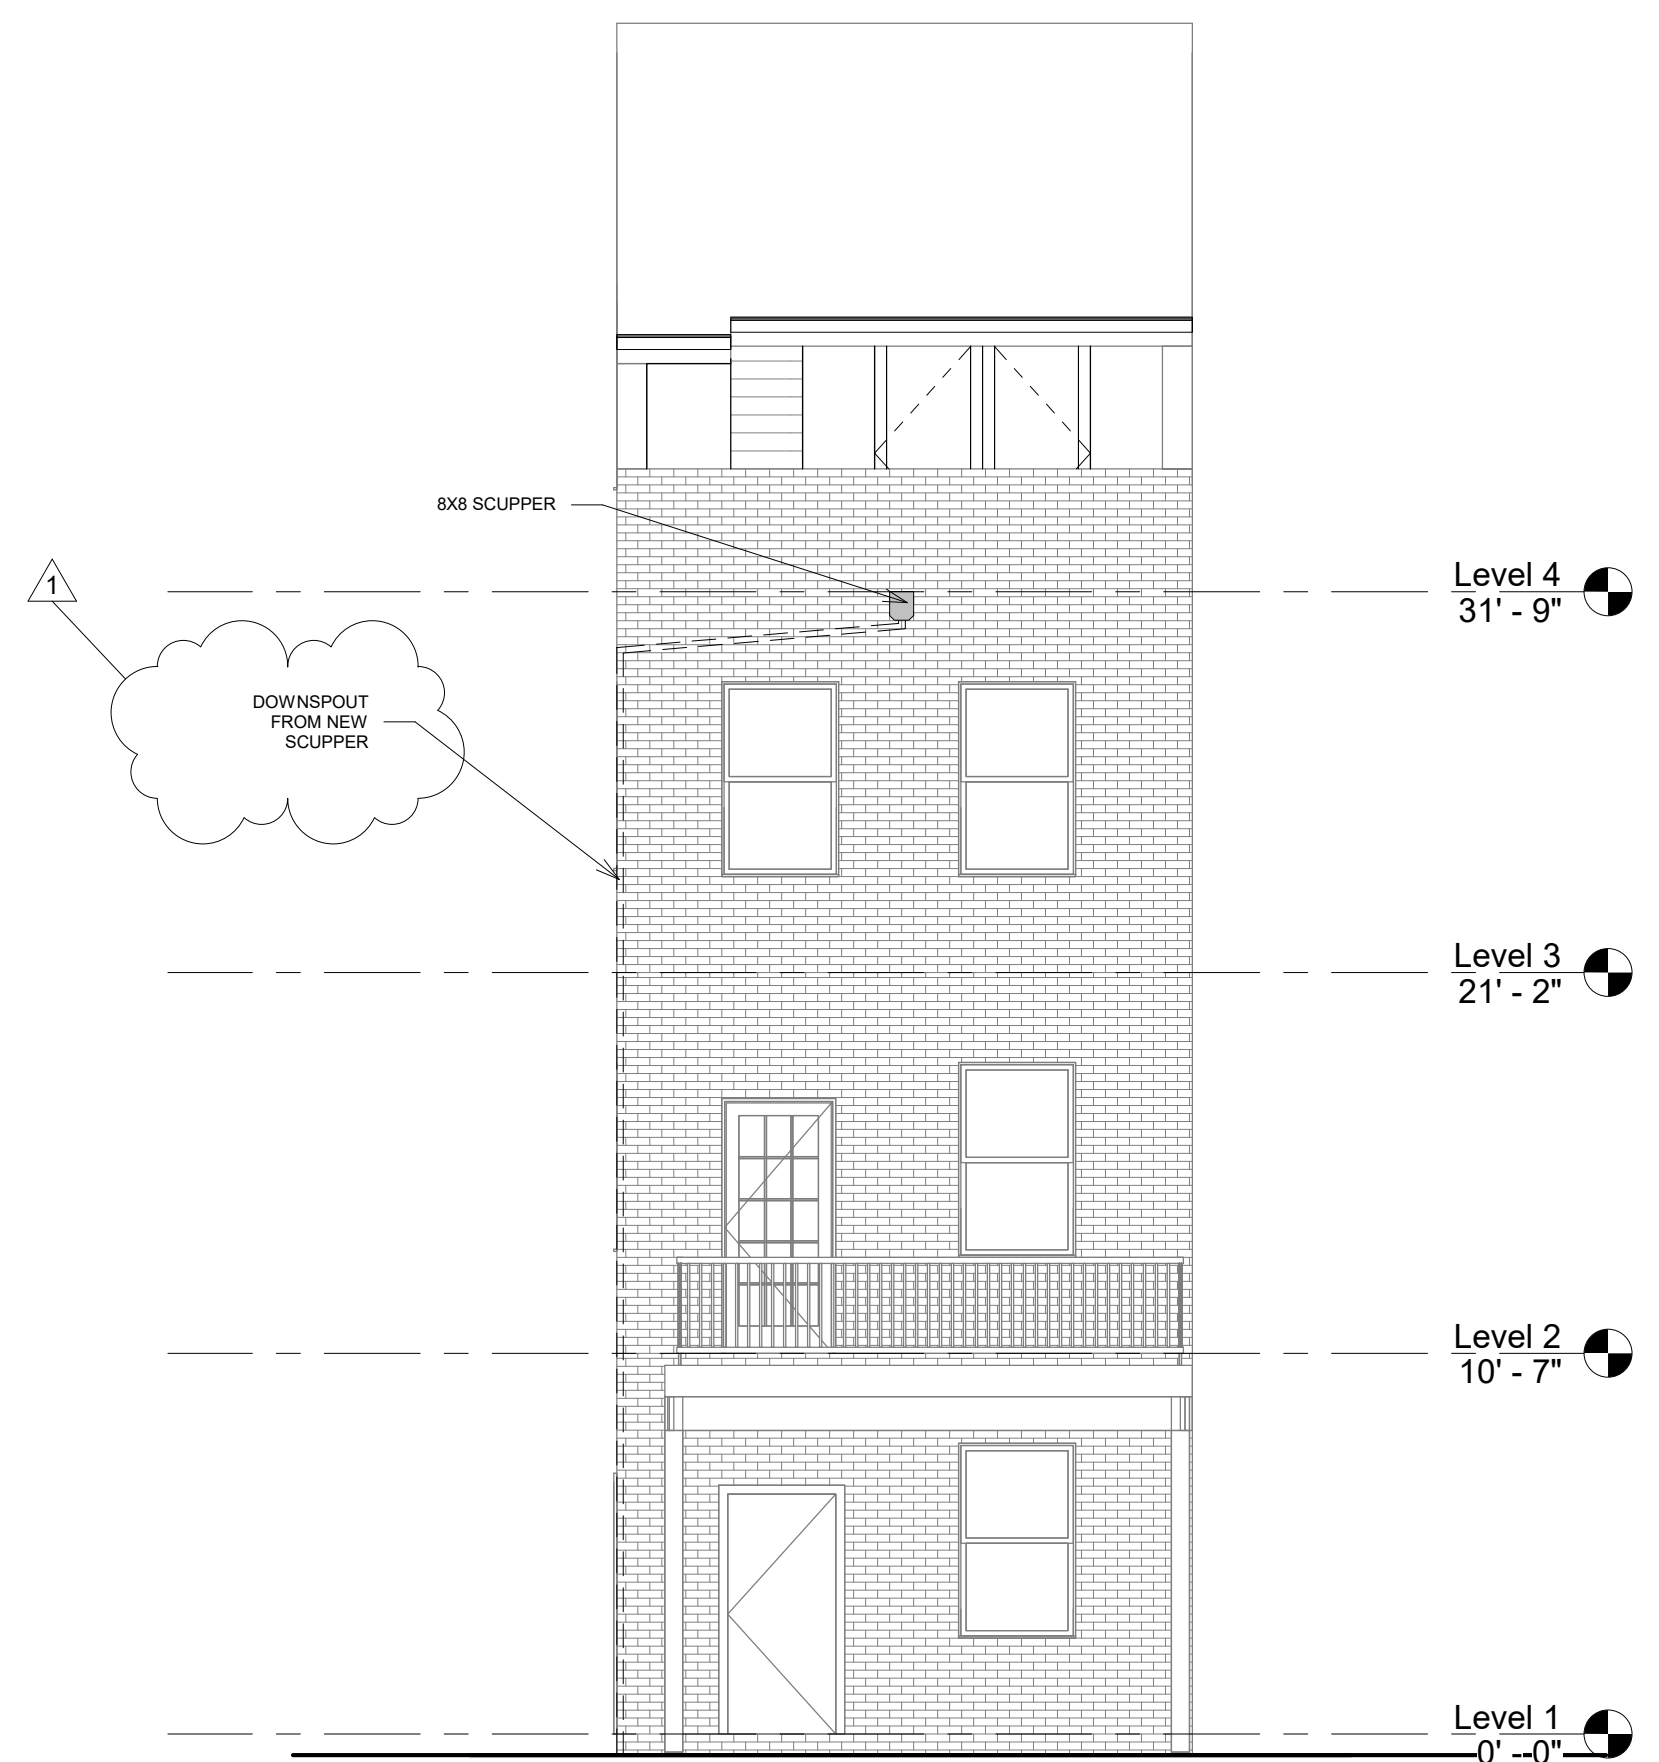 8X8 SCUPPER
1
Level 4
31' - 9"
DOWNSPOUT
FROM NEW
SCUPPER
Level 3
21' - 2"
Level 2
10' - 7"
Level 1
0' - 0"